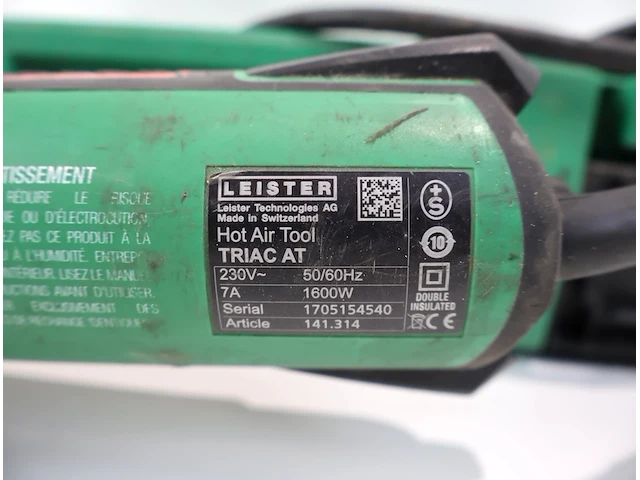 TISSEMENT
RÉDUIRE LE RISQUE
OU D'ÉLECTROCUTION
PAS CE PRODUIT À LA
À L'HUMIDITÉ.
LISEZ LE
AVANT D'UTILISER.
DES
LEISTER
Leister Technologies AG
Made in Switzerland
Hot Air Tool
TRIAC AT
230V~ 50/60Hz
7A 1600W
Serial 1705154540
Article 141.314
+S
10
DOUBLE
INSULATED
CE